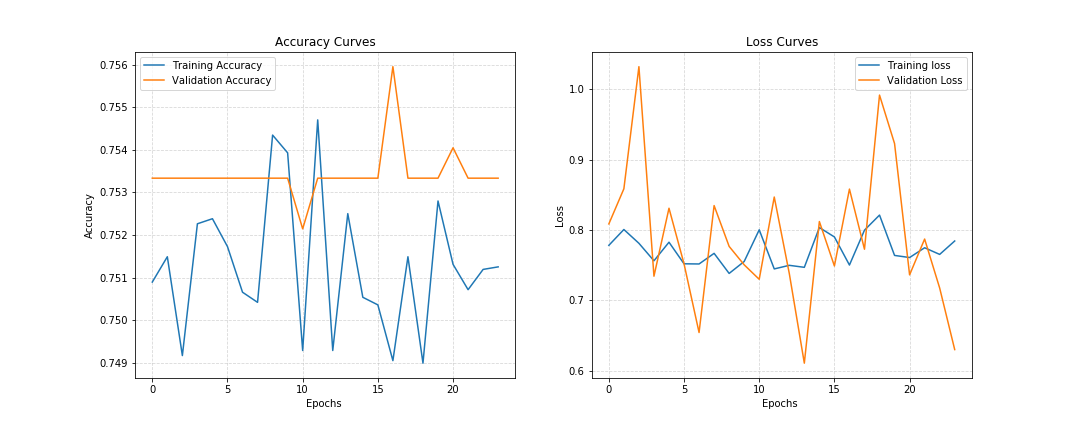 Accuracy Curves
Training Accuracy
Validation Accuracy
0.756
0.755
0.754
0.753
0.752
0.751
0.750
0.749
Accuracy
0
5
10
15
20
Epochs
Loss Curves
Training loss
Validation Loss
1.0
0.9
0.8
0.7
0.6
Loss
0
5
10
15
20
Epochs